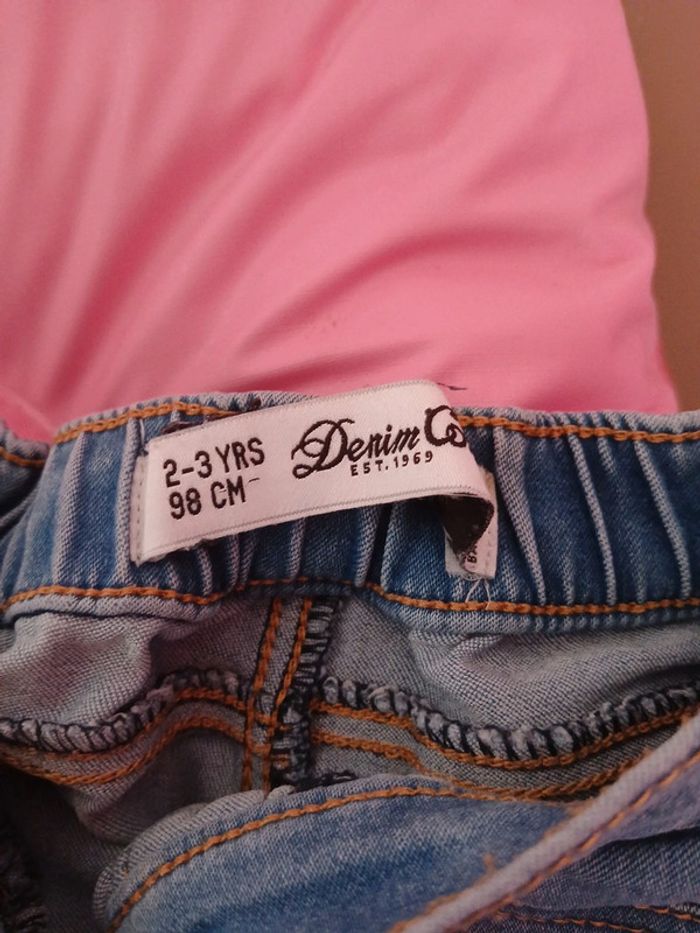 2-3 YRS
98 CM
Denim Co
EST. 1969